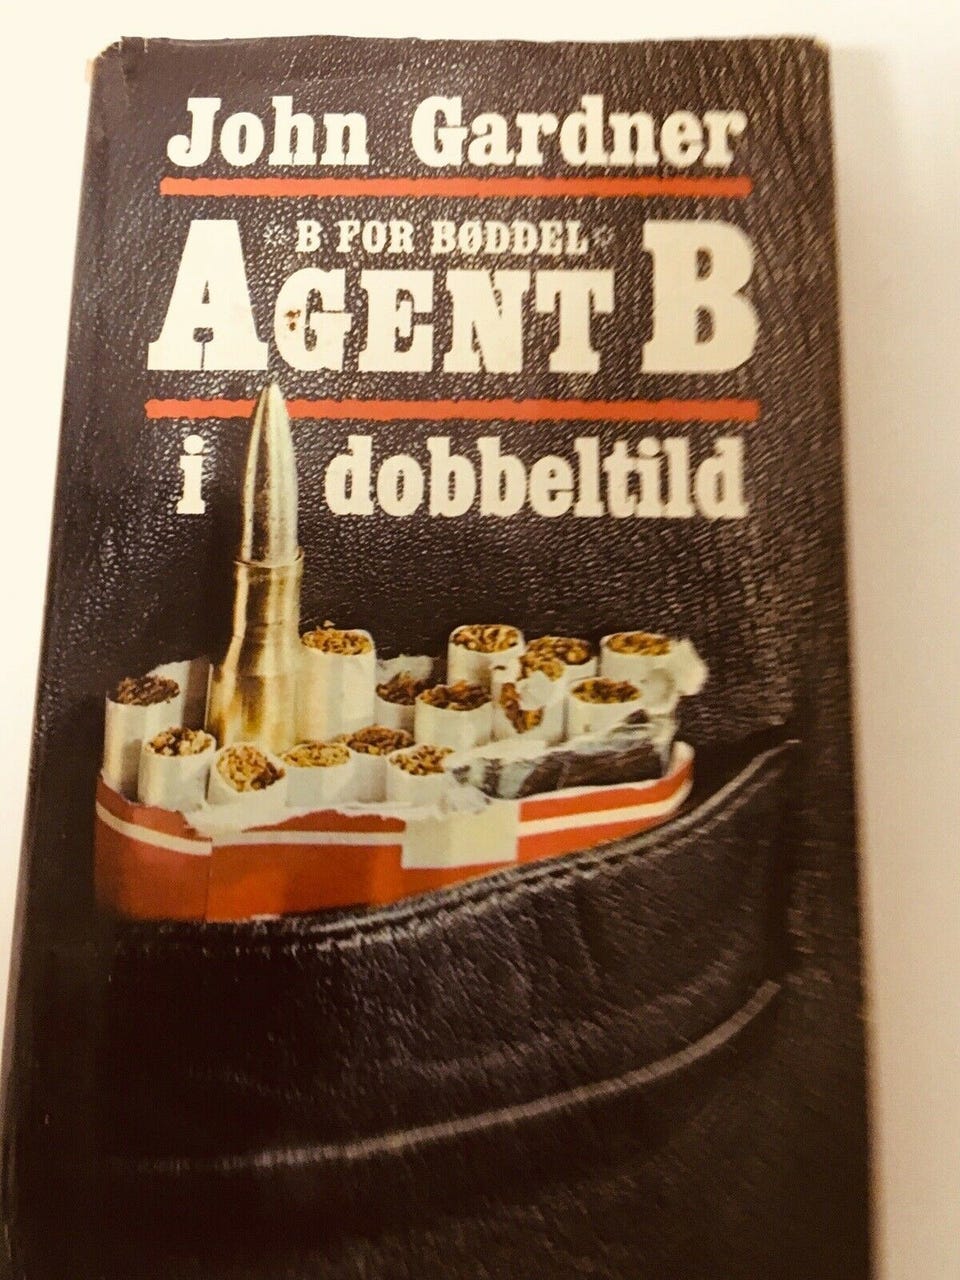 John Gardner
B FOR BØDDEL
AGENT B
i dobbeltild